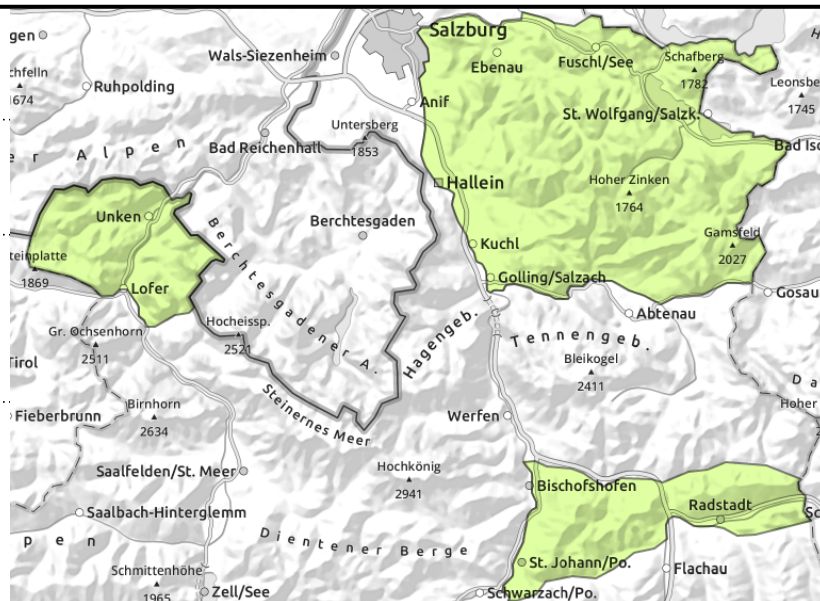 Salzburg
gen
Wals-Siezenheim
Ebenau
Fuschl/See
Schafberg
1782
chfelln
1674
Ruhpolding
Leonsbe
1745
Anif
St. Wolfgang/Salzk.
Untersberg
1853
Bad Reichenhall
er Alpen
Bad Isc
Hallein
Hoher Zinken
1764
Unken
Berchtesgaden
Kuchl
Gamsfeld
2027
teinplatte
1869
Lofer
Golling/Salzach
Gosau
Berchtesgadener A.
Hocheissp.
2521
Hagengeb.
Abtenau
Gr. Ochsenhorn
2511
Tennengeb.
Bleikogel
2411
Tirol
Da
Steinernes Meer
Birnhorn
2634
Hoher
Fieberbrunn
Werfen
Saalfelden/St. Meer
Hochkönig
2941
Bischofshofen
Radstadt
Saalbach-Hinterglemm
pen
Dientener Berge
St. Johann/Po.
Flachau
Schmittenhöhe
1965
Zell/See
Schwarzach/Po.